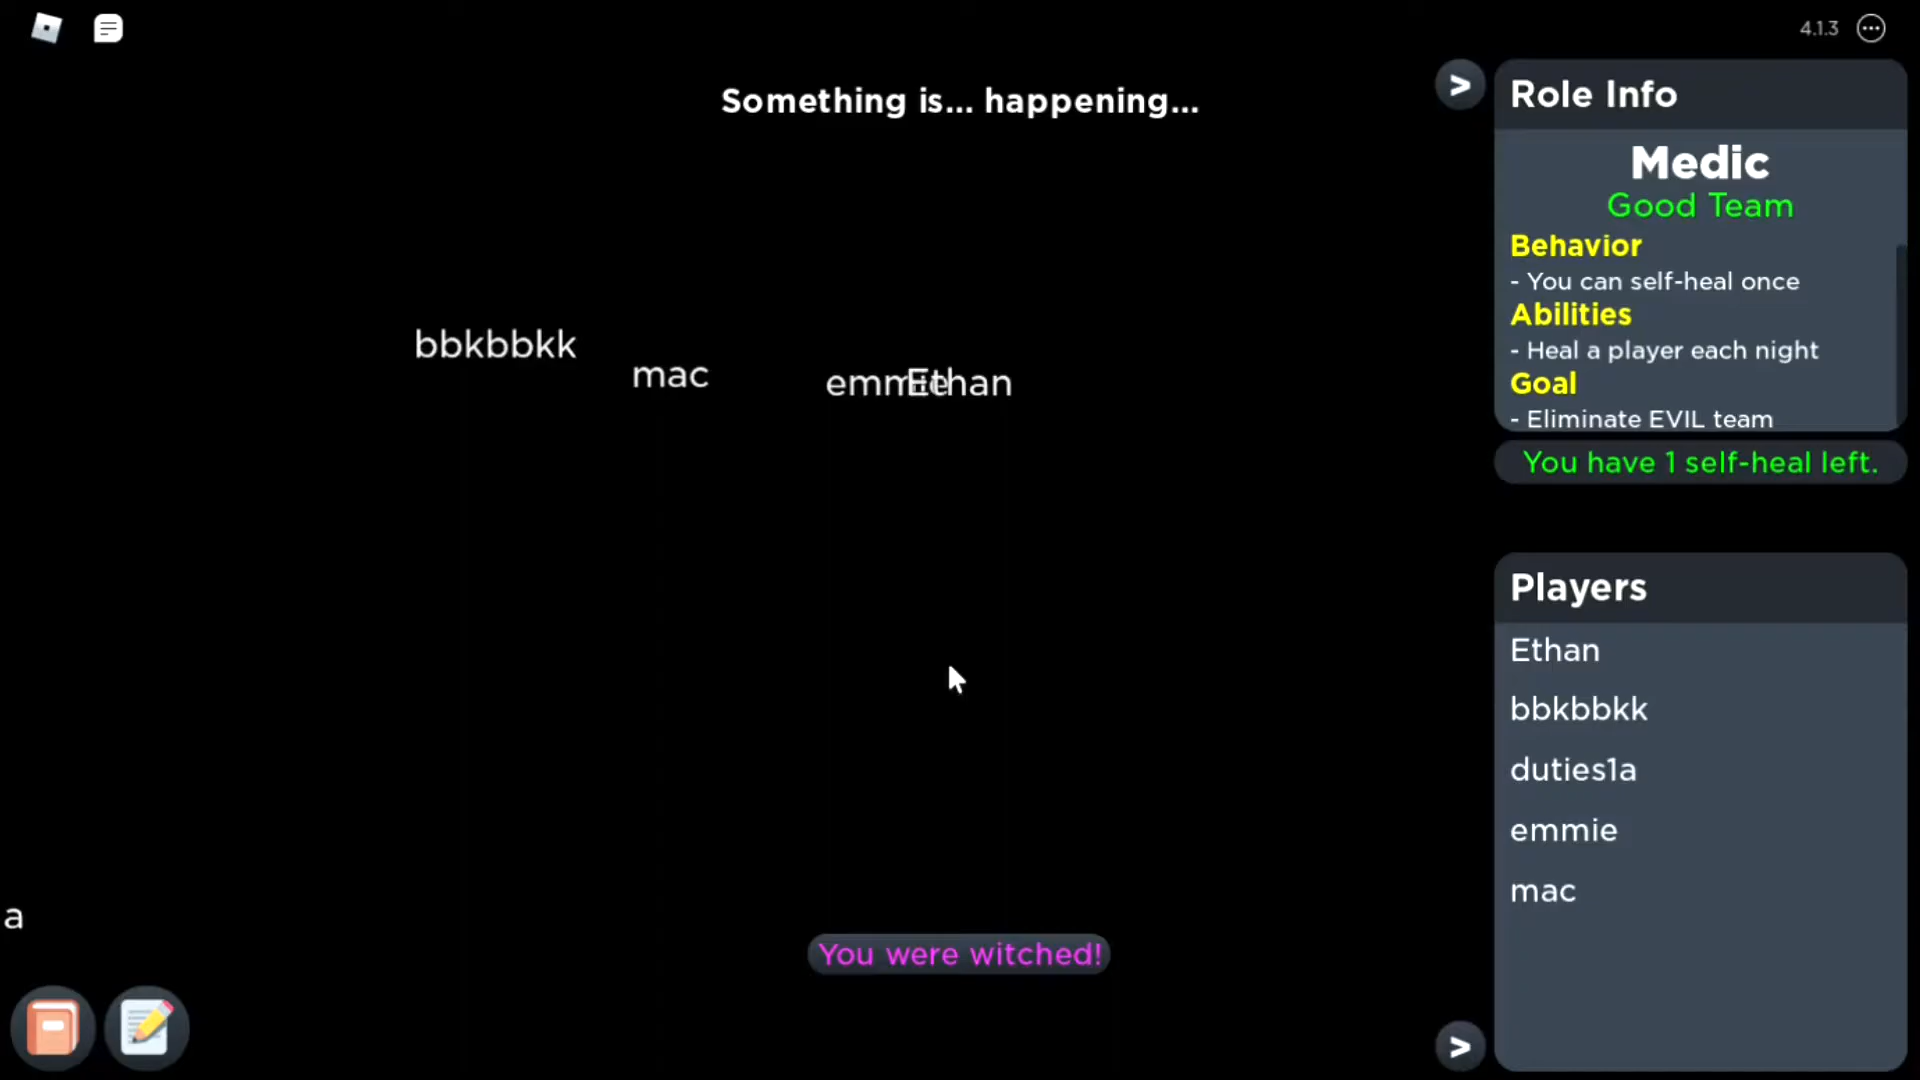 4.1.3
Something is... happening...
>
Role Info
Medic
Good Team
Behavior
- You can self-heal once
Abilities
- Heal a player each night
Goal
- Eliminate EVIL team
You have 1 self-heal left.
bbkbbkk
mac
emmie
Ethan
Players
Ethan
bbkbbkk
duties1a
emmie
mac
a
You were witched!
>